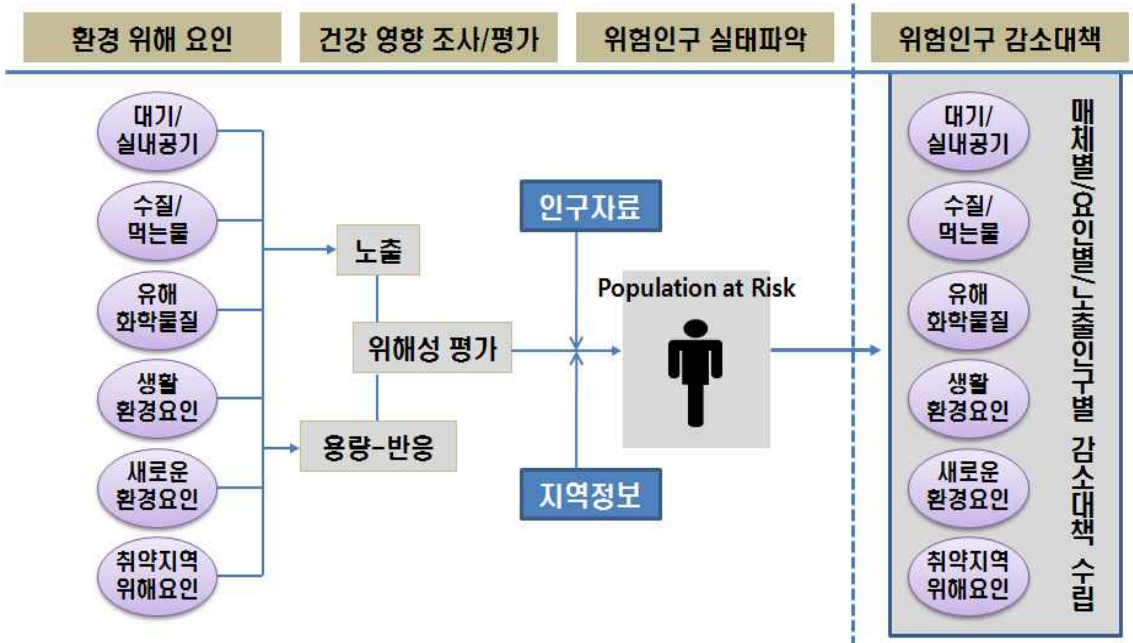 환경 위해 요인
건강 영향 조사/평가
위험인구 실태파악
위험인구 감소대책
대기/
실내공기
수질/
먹는물
유해
화학물질
생활
환경요인
새로운
환경요인
취약지역
위해요인
노출
위해성 평가
용량-반응
인구자료
Population at Risk
지역정보
대기/
실내공기
수질/
먹는물
유해
화학물질
생활
환경요인
새로운
환경요인
취약지역
위해요인
매체별/요인별/노출인구별 감소대책 수립